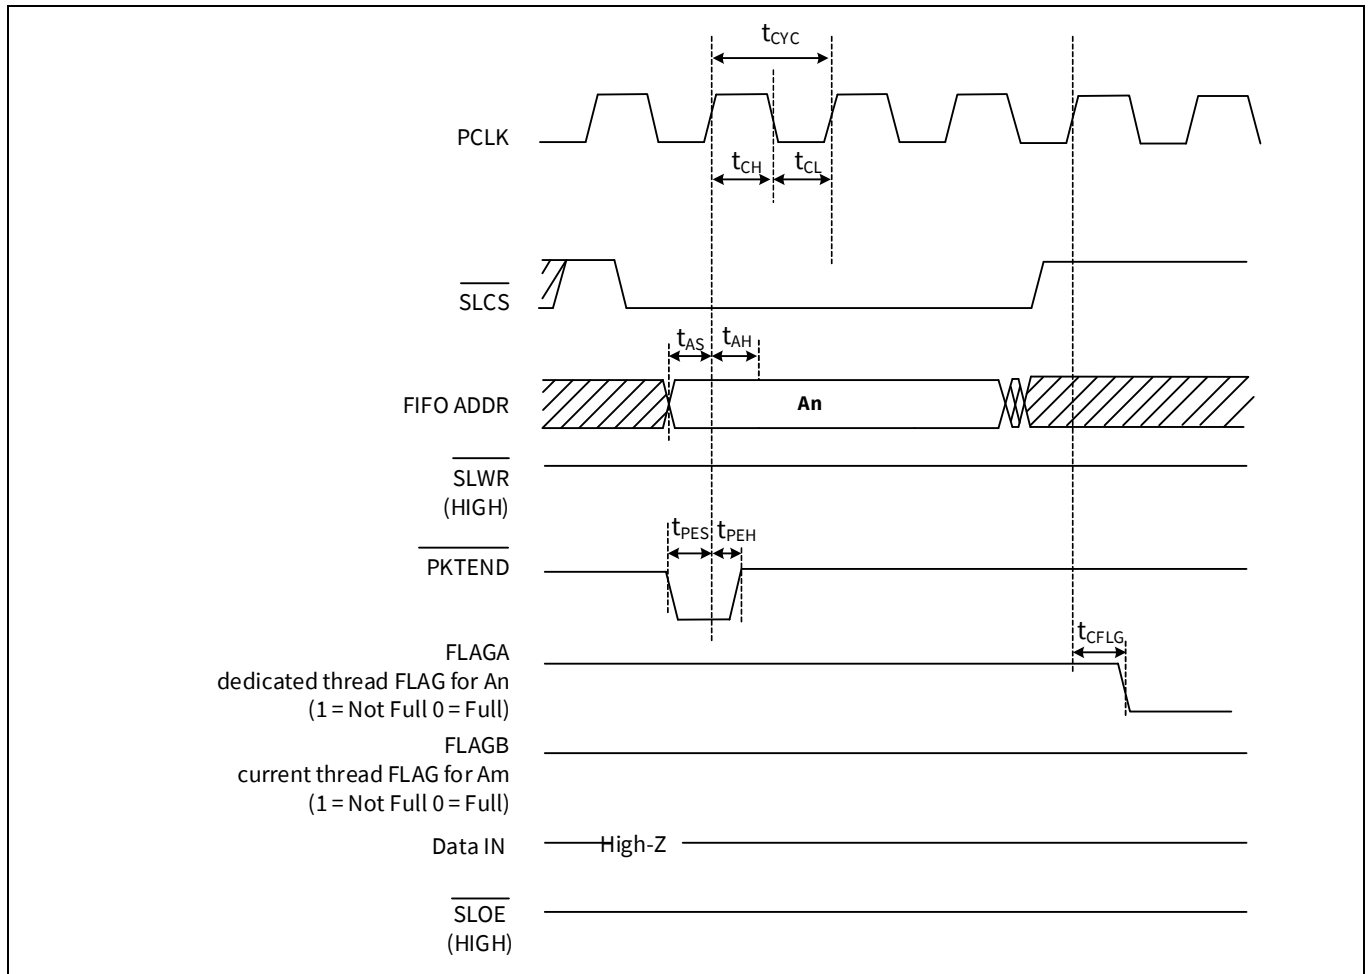 tCYC
PCLK
tCH tCL
SLCS
tAS tAH
FIFO ADDR An
SLWR
(HIGH)
tPES tPEH
PKTEND
tCFLG
FLAGA
dedicated thread FLAG for An
(1 = Not Full 0 = Full)
FLAGB
current thread FLAG for Am
(1 = Not Full 0 = Full)
Data IN High-Z
SLOE
(HIGH)